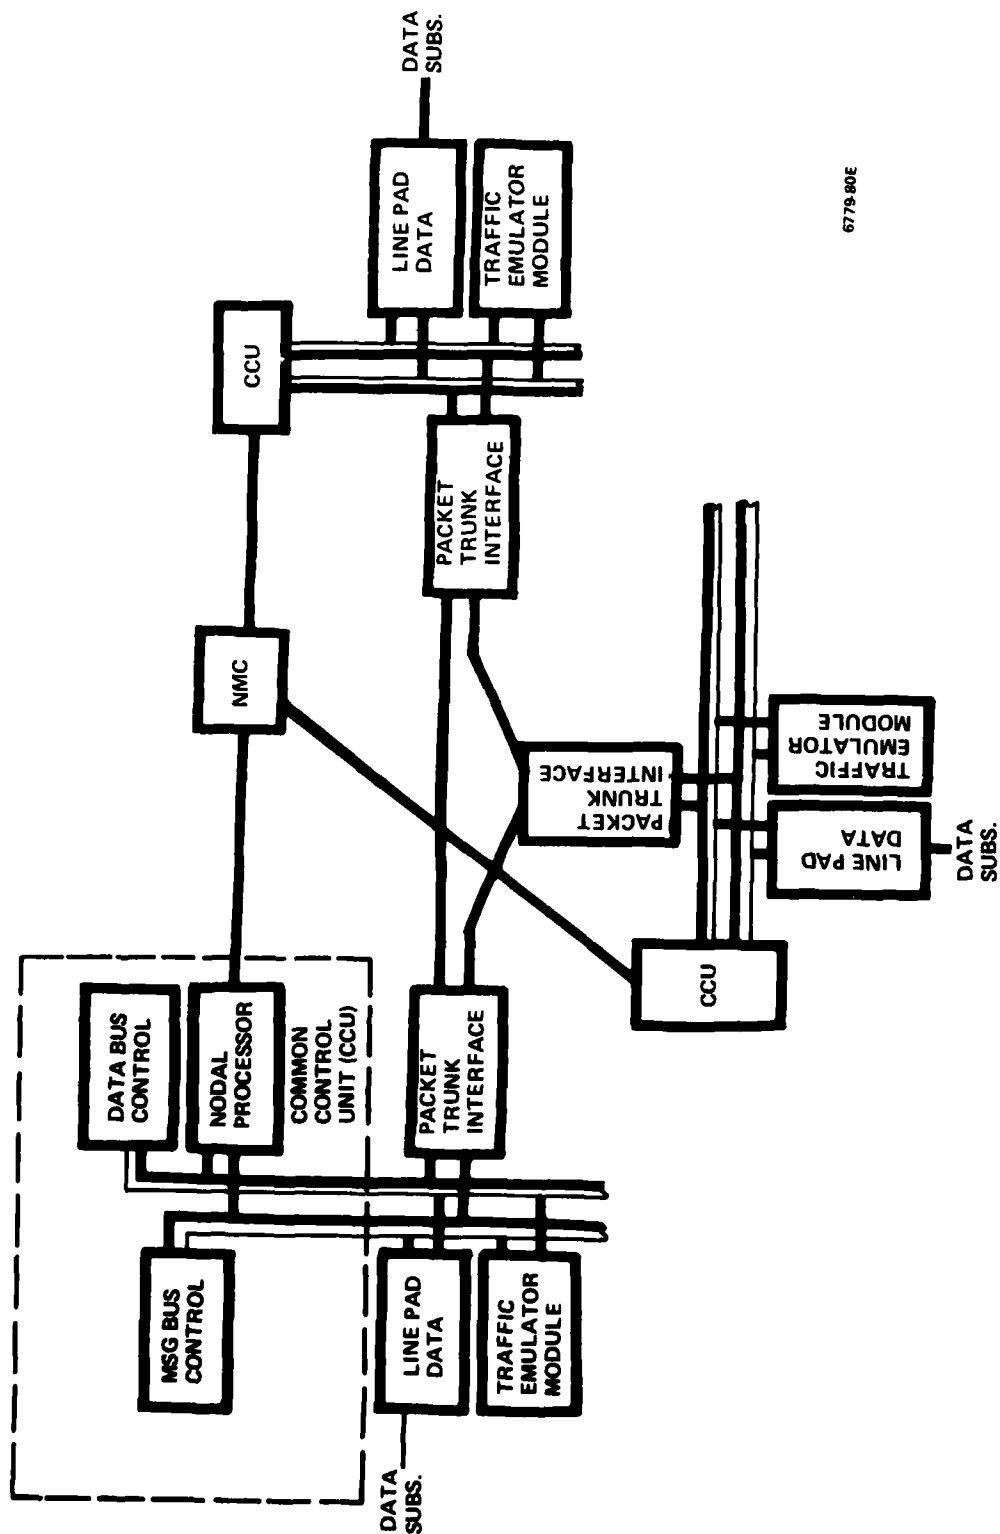 MSG BUS
CONTROL
DATA BUS
CONTROL
NODAL
PROCESSOR
COMMON
CONTROL
UNIT (CCU)
NMC
CCU
DATA
SUBS.
LINE PAD
DATA
TRAFFIC
EMULATOR
MODULE
PACKET
TRUNK
INTERFACE
PACKET
TRUNK
INTERFACE
LINE PAD
DATA
DATA
SUBS.
TRAFFIC
EMULATOR
MODULE
PACKET
TRUNK
INTERFACE
CCU
LINE PAD
DATA
TRAFFIC
EMULATOR
MODULE
DATA
SUBS.
6779-80E